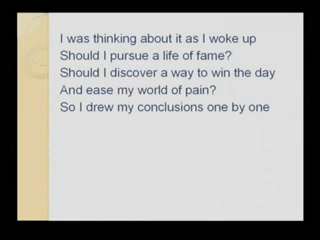 I was thinking about it as I woke up
Should I pursue a life of fame?
Should I discover a way to win the day
And ease my world of pain?
So I drew my conclusions one by one